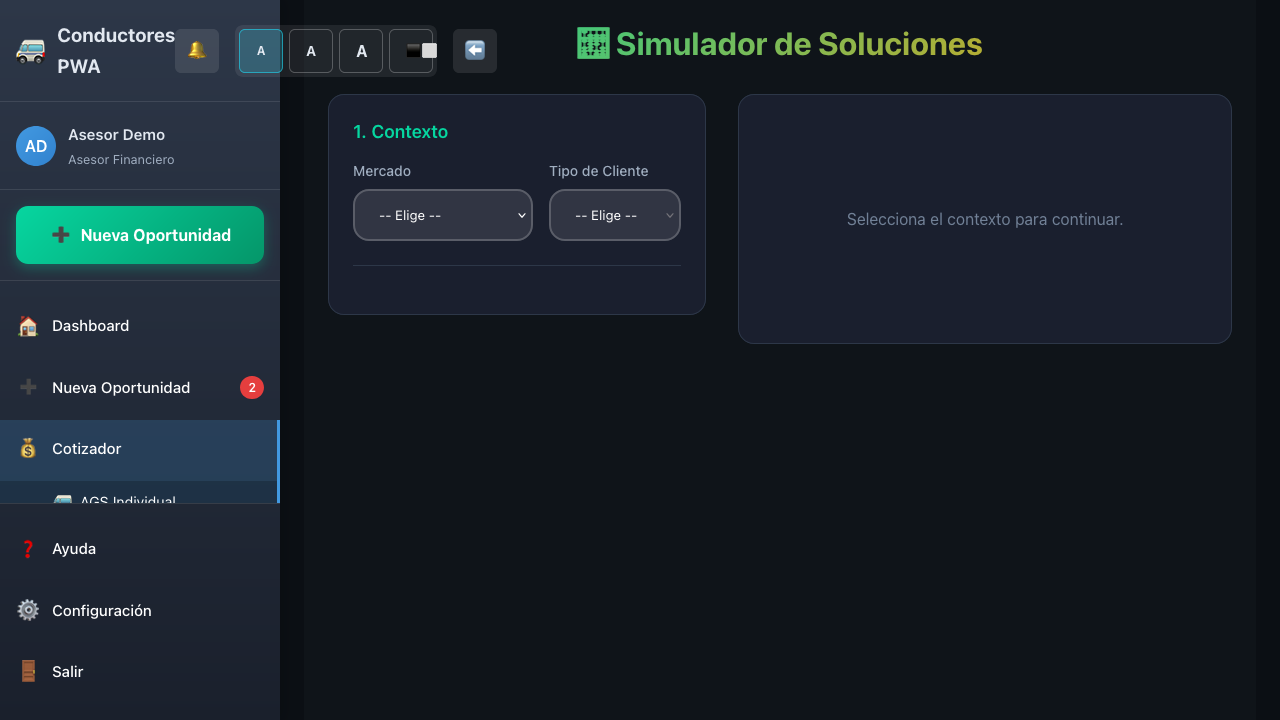 Conductores
PWA
A
A
A
Simulador de Soluciones
Asesor Demo
AD
Asesor Financiero
Nueva Oportunidad
Dashboard
Nueva Oportunidad
2
Cotizador
AGS Individual
Ayuda
Configuración
Salir
1. Contexto
Mercado
Tipo de Cliente
-- Elige --
-- Elige --
Selecciona el contexto para continuar.